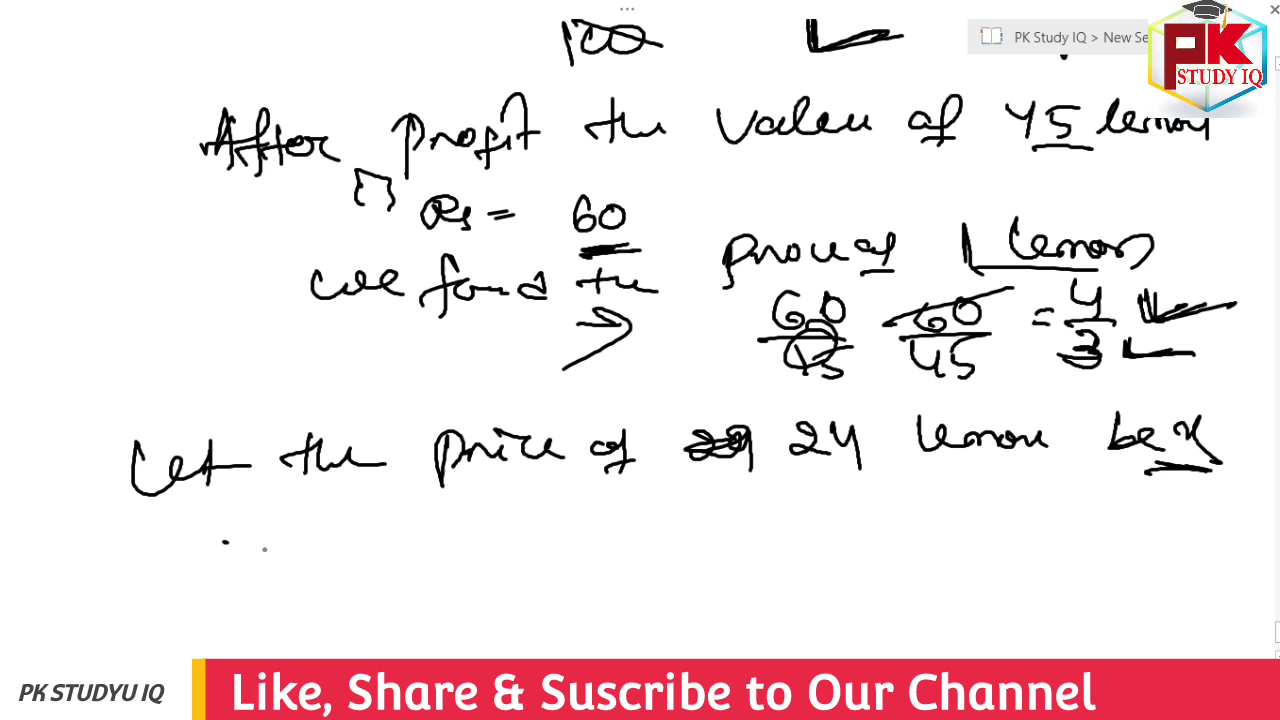 100
PK Study IQ > New Se
PK
STUDY IQ
After profit the value of 45 lemon
Rs = 60
we found the price of 1 lemon
60/45 60/45 = 4/3
Let the price of 24 lemon be x
PK STUDYU IQ
Like, Share & Suscribe to Our Channel